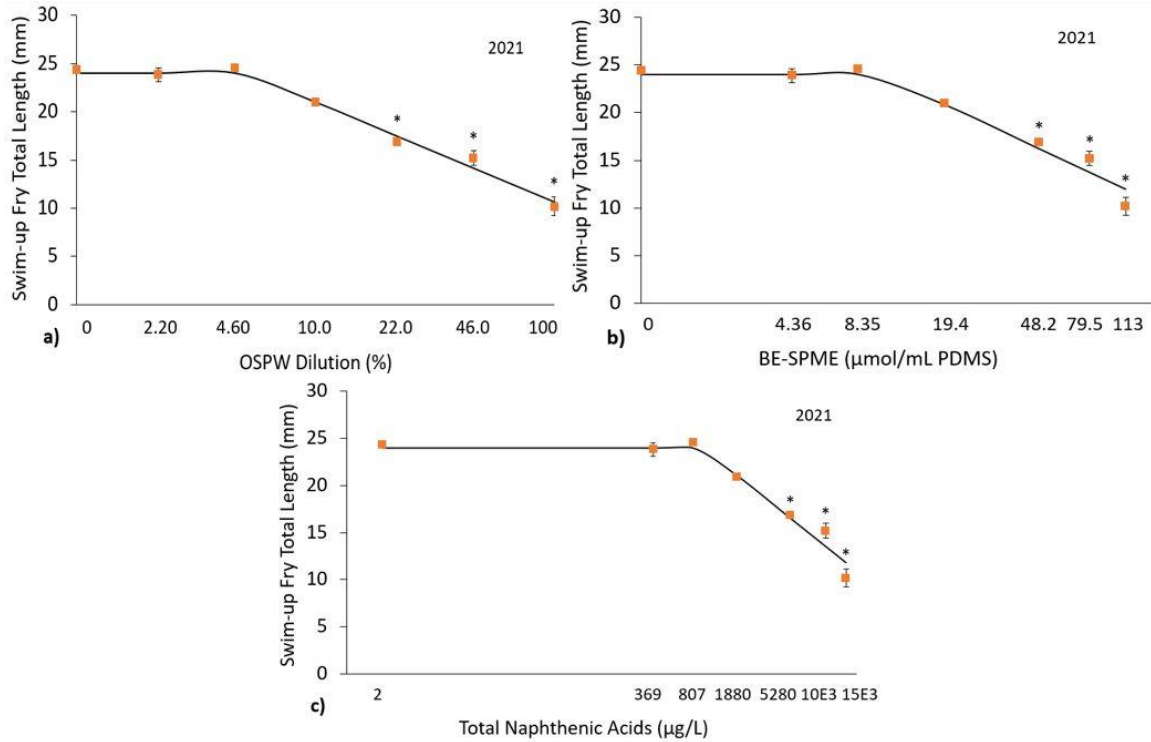 30
25
20
15
10
5
0
Swim-up Fry Total Length (mm)
2021
*
*
*
0 2.20 4.60 10.0 22.0 46.0 100
a)
OSPW Dilution (%)
30
25
20
15
10
5
0
Swim-up Fry Total Length (mm)
2021
*
*
*
0 4.36 8.35 19.4 48.2 79.5 113
b)
BE-SPME (µmol/mL PDMS)
30
25
20
15
10
5
0
Swim-up Fry Total Length (mm)
2021
*
*
*
2 369 807 1880 5280 10E3 15E3
c)
Total Naphthenic Acids (µg/L)